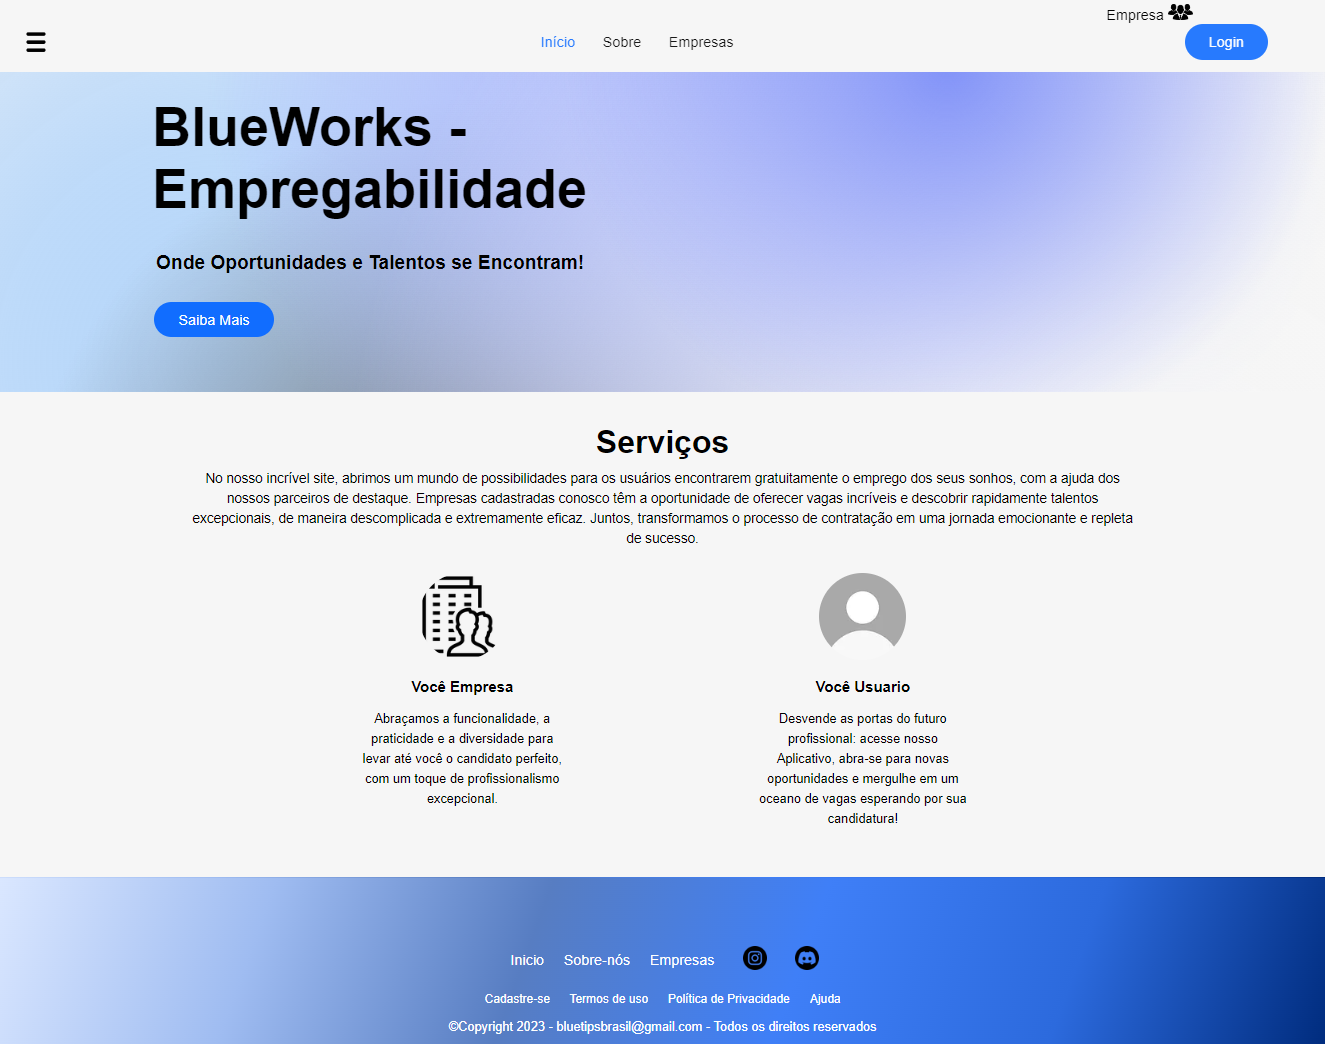 Empresa
Início Sobre Empresas
Login
BlueWorks -
Empregabilidade
Onde Oportunidades e Talentos se Encontram!
Saiba Mais
Serviços
No nosso incrível site, abrimos um mundo de possibilidades para os usuários encontrarem gratuitamente o emprego dos seus sonhos, com a ajuda dos
nossos parceiros de destaque. Empresas cadastradas conosco têm a oportunidade de oferecer vagas incríveis e descobrir rapidamente talentos
excepcionais, de maneira descomplicada e extremamente eficaz. Juntos, transformamos o processo de contratação em uma jornada emocionante e repleta
de sucesso.
Você Empresa
Abraçamos a funcionalidade, a
praticidade e a diversidade para
levar até você o candidato perfeito,
com um toque de profissionalismo
excepcional.
Você Usuario
Desvende as portas do futuro
profissional: acesse nosso
Aplicativo, abra-se para novas
oportunidades e mergulhe em um
oceano de vagas esperando por sua
candidatura!
Inicio Sobre-nós Empresas
Cadastre-se Termos de uso Política de Privacidade Ajuda
©Copyright 2023 - bluetipsbrasil@gmail.com - Todos os direitos reservados